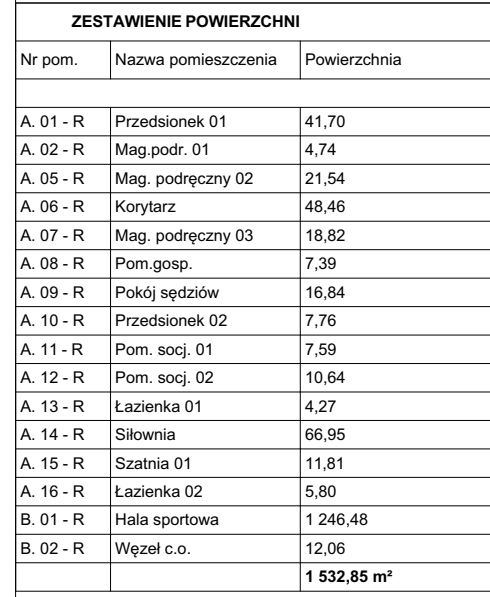 ZESTAWIENIE POWIERZCHNI
Nr pom. Nazwa pomieszczenia Powierzchnia
A. 01 - R Przedsionek 01 41,70
A. 02 - R Mag.podr. 01 4,74
A. 05 - R Mag. podręczny 02 21,54
A. 06 - R Korytarz 48,46
A. 07 - R Mag. podręczny 03 18,82
A. 08 - R Pom.gosp. 7,39
A. 09 - R Pokój sędziów 16,84
A. 10 - R Przedsionek 02 7,76
A. 11 - R Pom. socj. 01 7,59
A. 12 - R Pom. socj. 02 10,64
A. 13 - R Łazienka 01 4,27
A. 14 - R Siłownia 66,95
A. 15 - R Szatnia 01 11,81
A. 16 - R Łazienka 02 5,80
B. 01 - R Hala sportowa 1 246,48
B. 02 - R Węzeł c.o. 12,06
1 532,85 m²